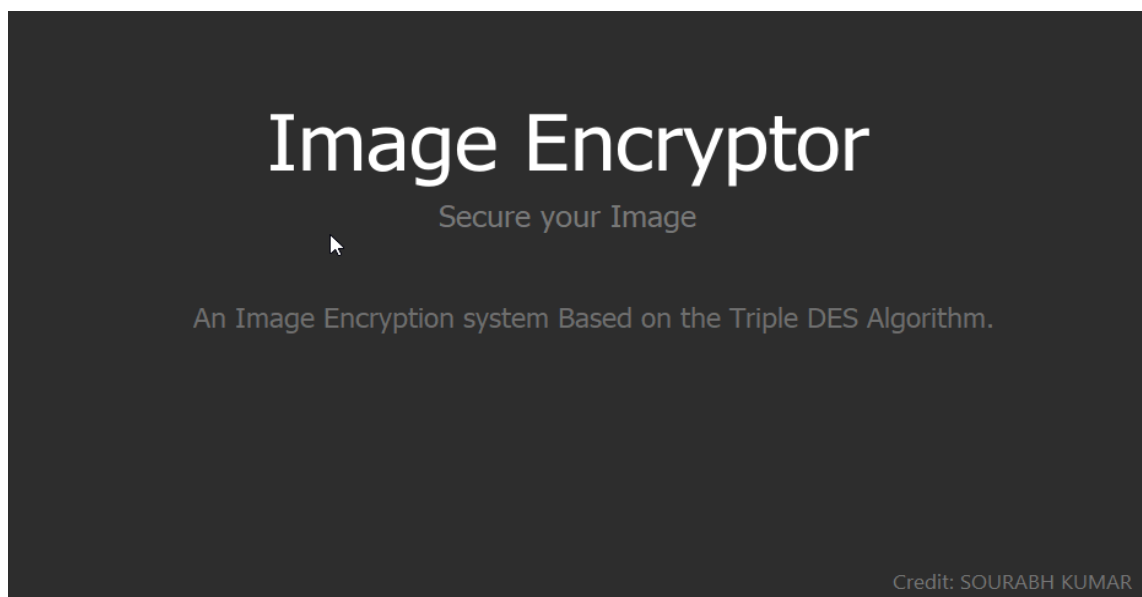 Image Encryptor
Secure your Image
An Image Encryption system Based on the Triple DES Algorithm.
Credit: SOURABH KUMAR